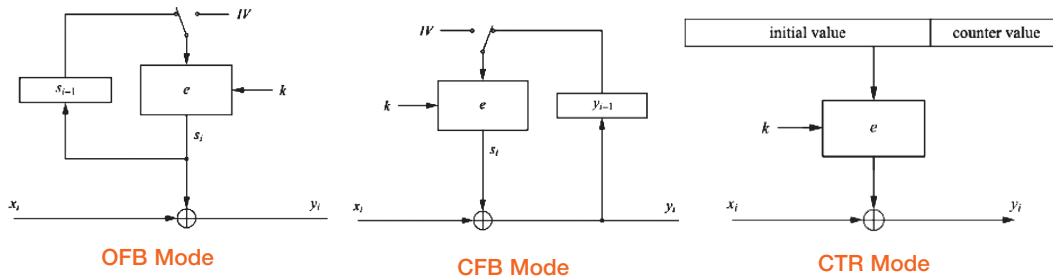 IV
s_{i-1}
e
k
s_i
x_i
y_i
OFB Mode
IV
k
e
y_{i-1}
s_i
x_i
y_i
CFB Mode
initial value
counter value
k
e
x_i
y_i
CTR Mode